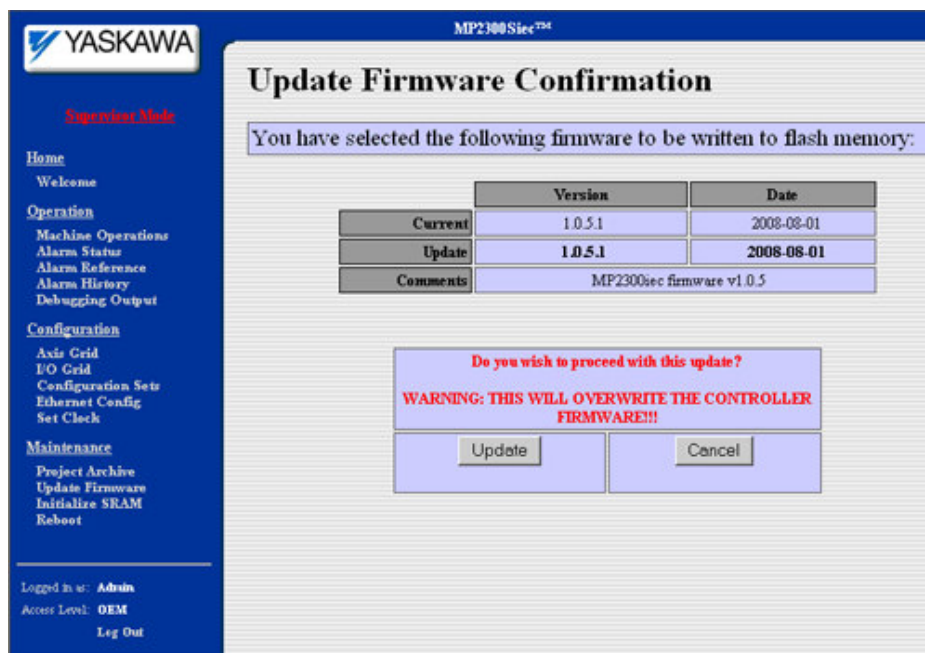 YASKAWA
MP2300Siec™
Supervisor Mode
Home
Welcome
Operation
Machine Operations
Alarm Status
Alarm Reference
Alarm History
Debugging Output
Configuration
Axis Grid
I/O Grid
Configuration Sets
Ethernet Config
Set Clock
Maintenance
Project Archive
Update Firmware
Initialize SRAM
Reboot
Logged in as: Admin
Access Level: OEM
Log Out
Update Firmware Confirmation
You have selected the following firmware to be written to flash memory:
Version Date
Current 1.0.5.1 2008-08-01
Update 1.0.5.1 2008-08-01
Comments MP2300iec firmware v1.0.5
Do you wish to proceed with this update?
WARNING: THIS WILL OVERWRITE THE CONTROLLER
FIRMWARE!!!
Update Cancel